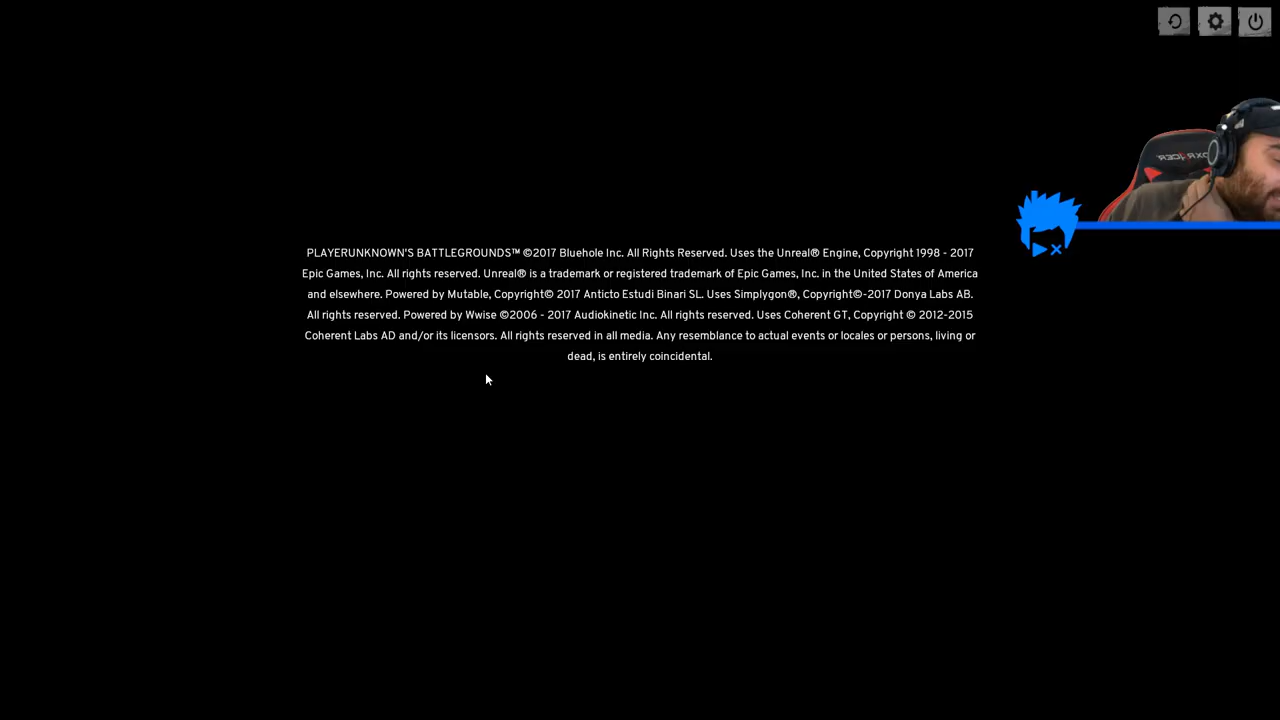 PLAYERUNKNOWN'S BATTLEGROUNDS™ ©2017 Bluehole Inc. All Rights Reserved. Uses the Unreal® Engine, Copyright 1998 - 2017
Epic Games, Inc. All rights reserved. Unreal® is a trademark or registered trademark of Epic Games, Inc. in the United States of America
and elsewhere. Powered by Mutable, Copyright© 2017 Anticto Estudi Binari SL. Uses Simplygon®, Copyright©-2017 Donya Labs AB.
All rights reserved. Powered by Wwise ©2006 - 2017 Audiokinetic Inc. All rights reserved. Uses Coherent GT, Copyright © 2012-2015
Coherent Labs AD and/or its licensors. All rights reserved in all media. Any resemblance to actual events or locales or persons, living or
dead, is entirely coincidental.